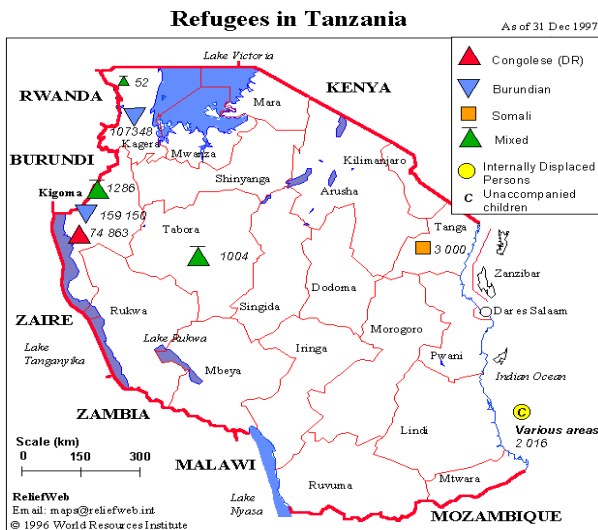 Refugees in Tanzania
As of 31 Dec 1997
Lake Victoria
Congolese (DR)
Burundian
Somali
Mixed
Internally Displaced
Persons
C
Unaccompanied
children
KENYA
RWANDA
52
Mara
107348
Kagera
Mwanza
BURUNDI
Kilimanjaro
Shinyanga
Arusha
Kigoma
1286
159 150
74 863
Tabora
1004
Tanga
3 000
Zanzibar
Dodoma
Singida
Rukwa
Dares Salaam
Morogoro
ZAIRE
Lake
Tanganyika
Lake Rukwa
Iringa
Mbeya
Pwani
Indian Ocean
ZAMBIA
C
Various areas
2 016
Lindi
Scale (km)
0 150 300
MALAWI
Mtwara
Ruvuma
Lake
Nyasa
MOZAMBIQUE
ReliefWeb
Email: maps@reliefweb.int
© 1996 World Resources Institute